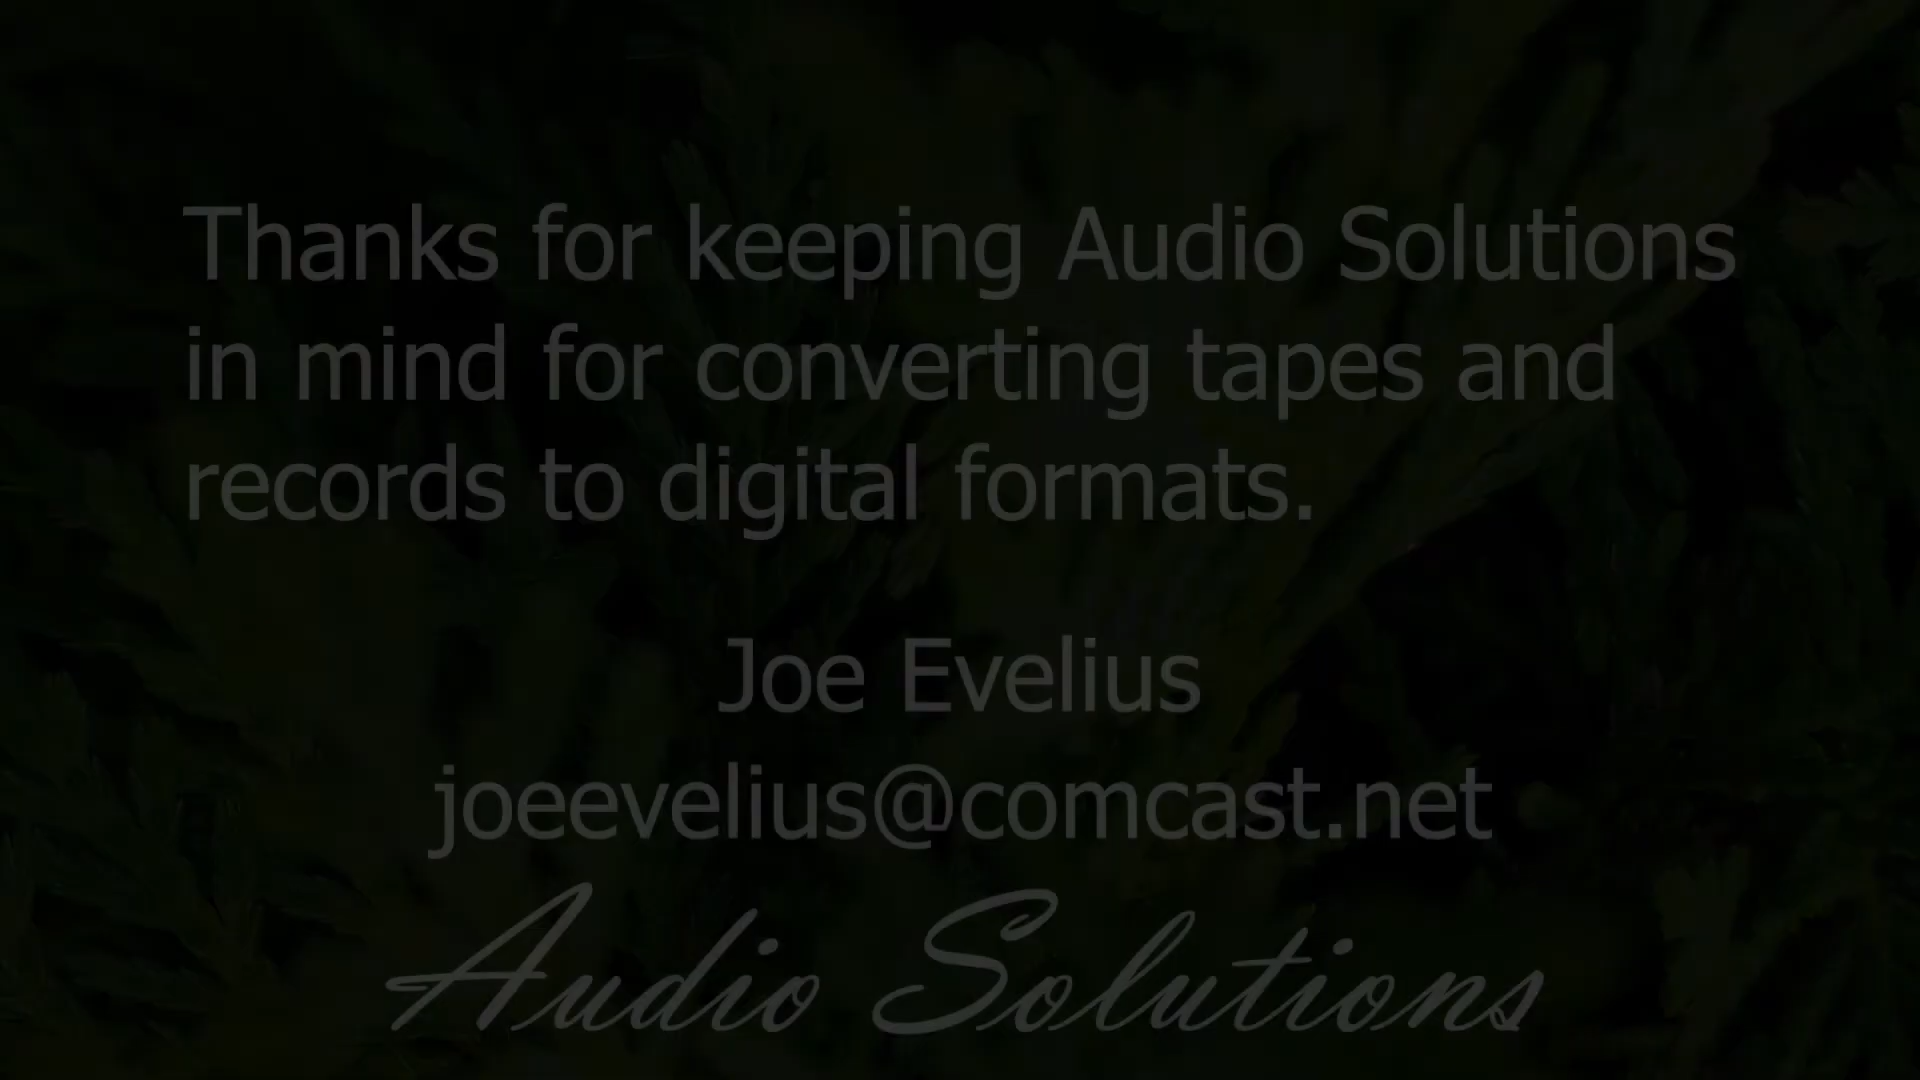 Thanks for keeping Audio Solutions
in mind for converting tapes and
records to digital formats.
Joe Evelius
joeevelius@comcast.net
Audio Solutions